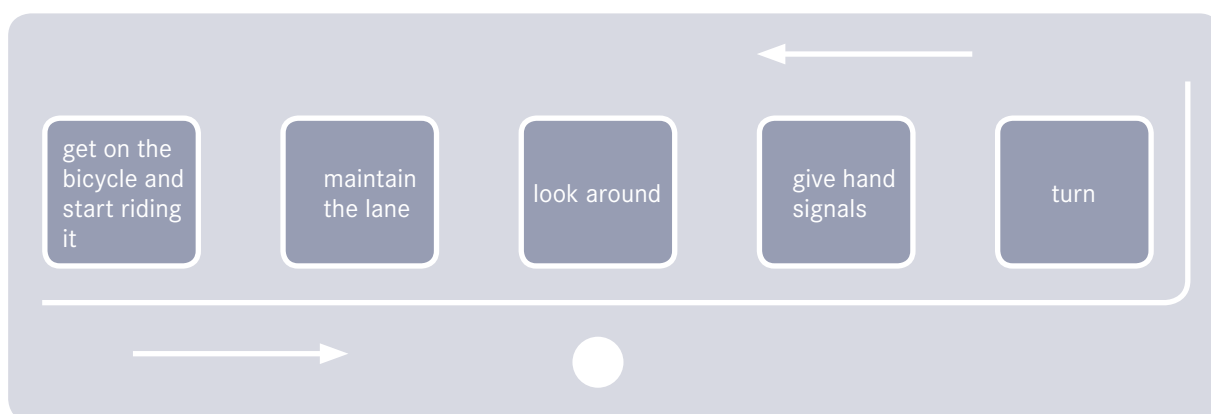 get on the
bicycle and
start riding
it
maintain
the lane
look around
give hand
signals
turn